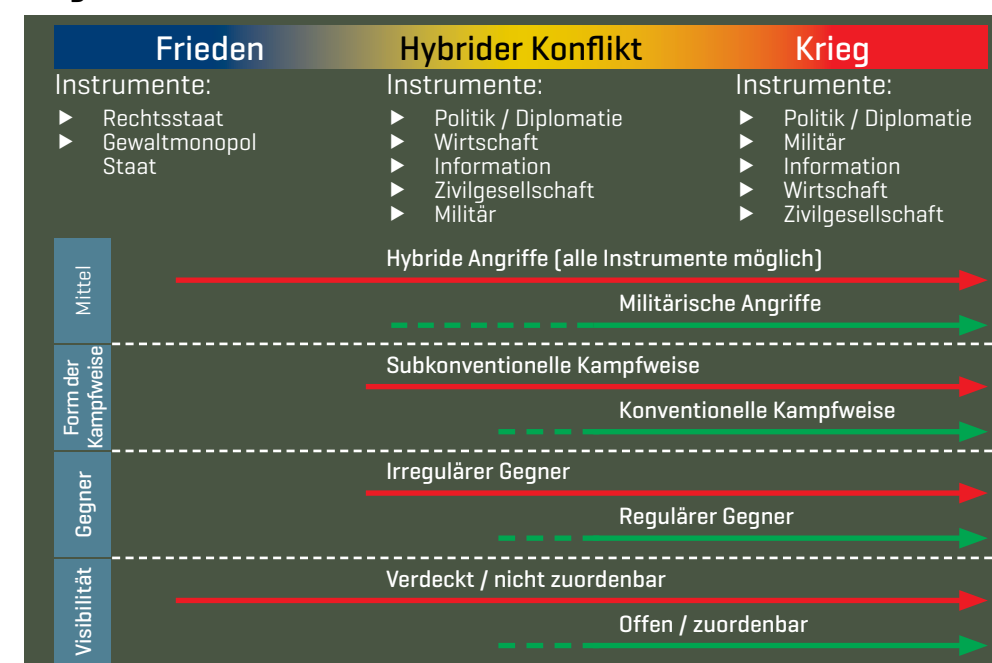 Frieden
Hybrider Konflikt
Krieg
Instrumente:
▶ Rechtsstaat
▶ Gewaltmonopol
Staat
Instrumente:
▶ Politik / Diplomatie
▶ Wirtschaft
▶ Information
▶ Zivilgesellschaft
▶ Militär
Instrumente:
▶ Politik / Diplomatie
▶ Militär
▶ Information
▶ Wirtschaft
▶ Zivilgesellschaft
Mittel
Hybride Angriffe (alle Instrumente möglich)
Militärische Angriffe
Form der
Kampfweise
Subkonventionelle Kampfweise
Konventionelle Kampfweise
Gegner
Irregulärer Gegner
Regulärer Gegner
Visibilität
Verdeckt / nicht zuordenbar
Offen / zuordenbar